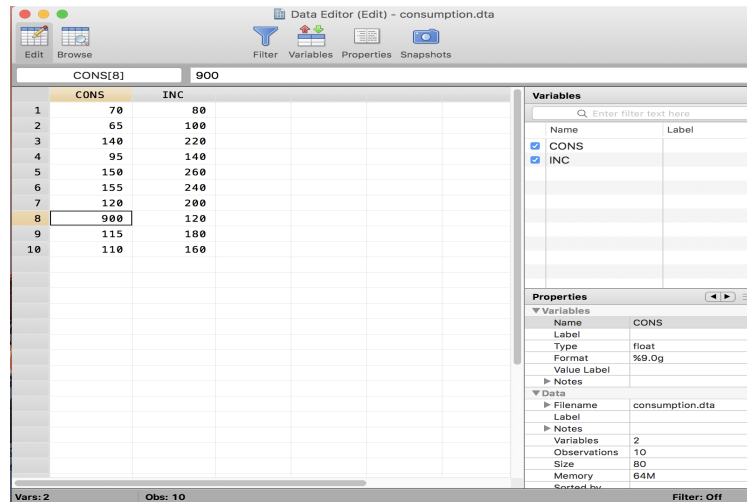 Data Editor (Edit) - consumption.dta
Edit Browse Filter Variables Properties Snapshots
CONS[8] 900
CONS INC
1 70 80
2 65 100
3 140 220
4 95 140
5 150 260
6 155 240
7 120 200
8 900 120
9 115 180
10 110 160
Variables
Enter filter text here
Name Label
CONS
INC
Properties
Variables
Name CONS
Label
Type float
Format %9.0g
Value Label
Notes
Data
Filename consumption.dta
Label
Notes
Variables 2
Observations 10
Size 80
Memory 64M
Sorted by
Vars: 2 Obs: 10 Filter: Off